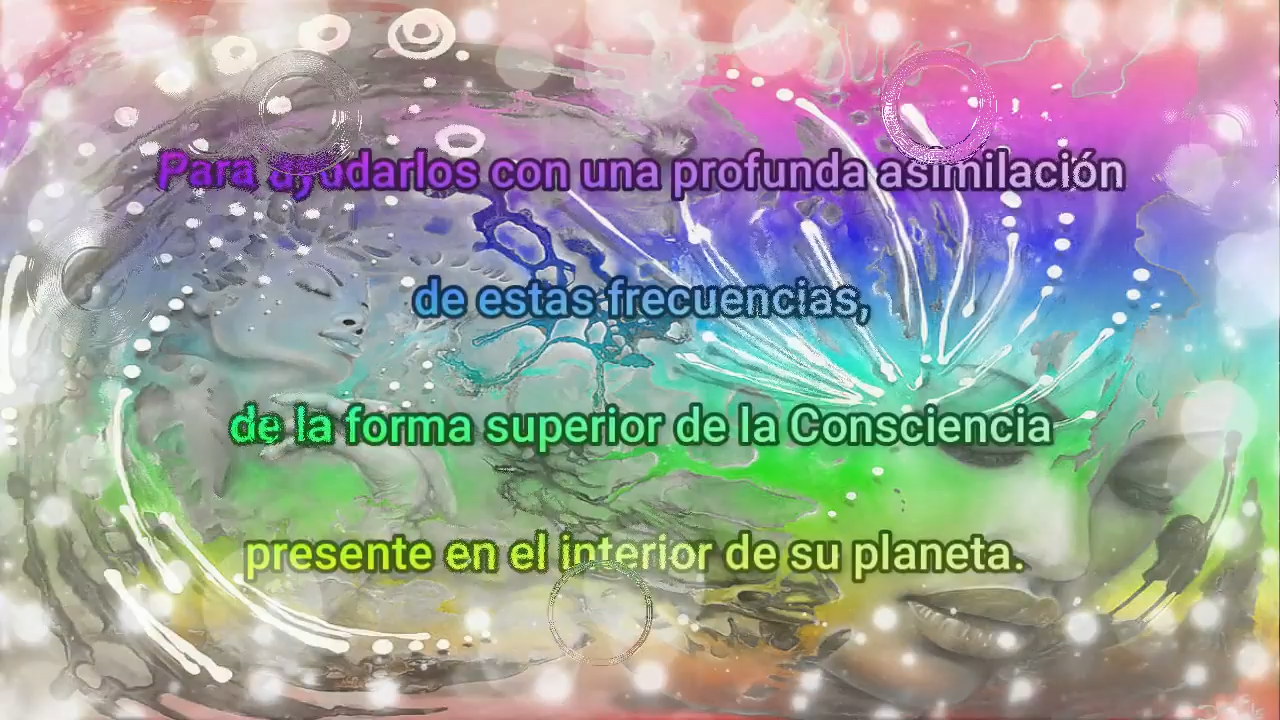 Para ayudarlos con una profunda asimilación
de estas frecuencias,
de la forma superior de la Consciencia
presente en el interior de su planeta.